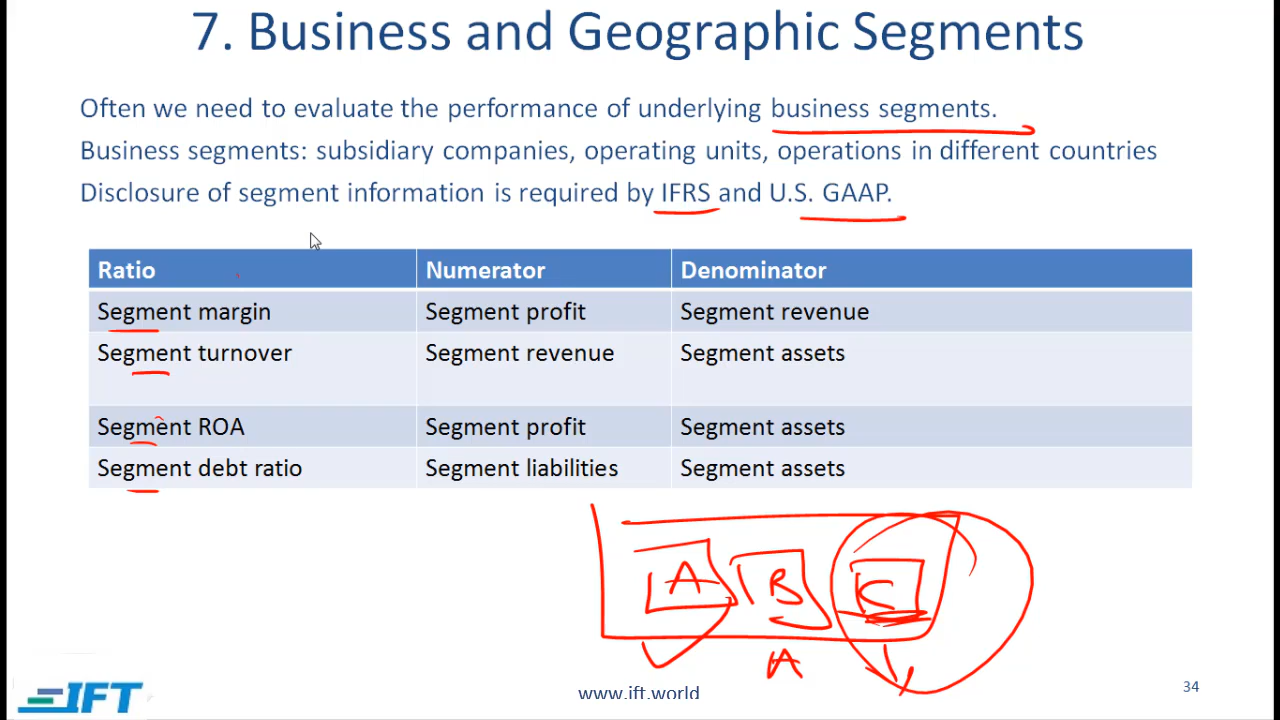 7. Business and Geographic Segments
Often we need to evaluate the performance of underlying business segments.
Business segments: subsidiary companies, operating units, operations in different countries
Disclosure of segment information is required by IFRS and U.S. GAAP.
Ratio Numerator Denominator
Segment margin Segment profit Segment revenue
Segment turnover Segment revenue Segment assets
Segment ROA Segment profit Segment assets
Segment debt ratio Segment liabilities Segment assets
A B C
A
IFT www.ift.world 34